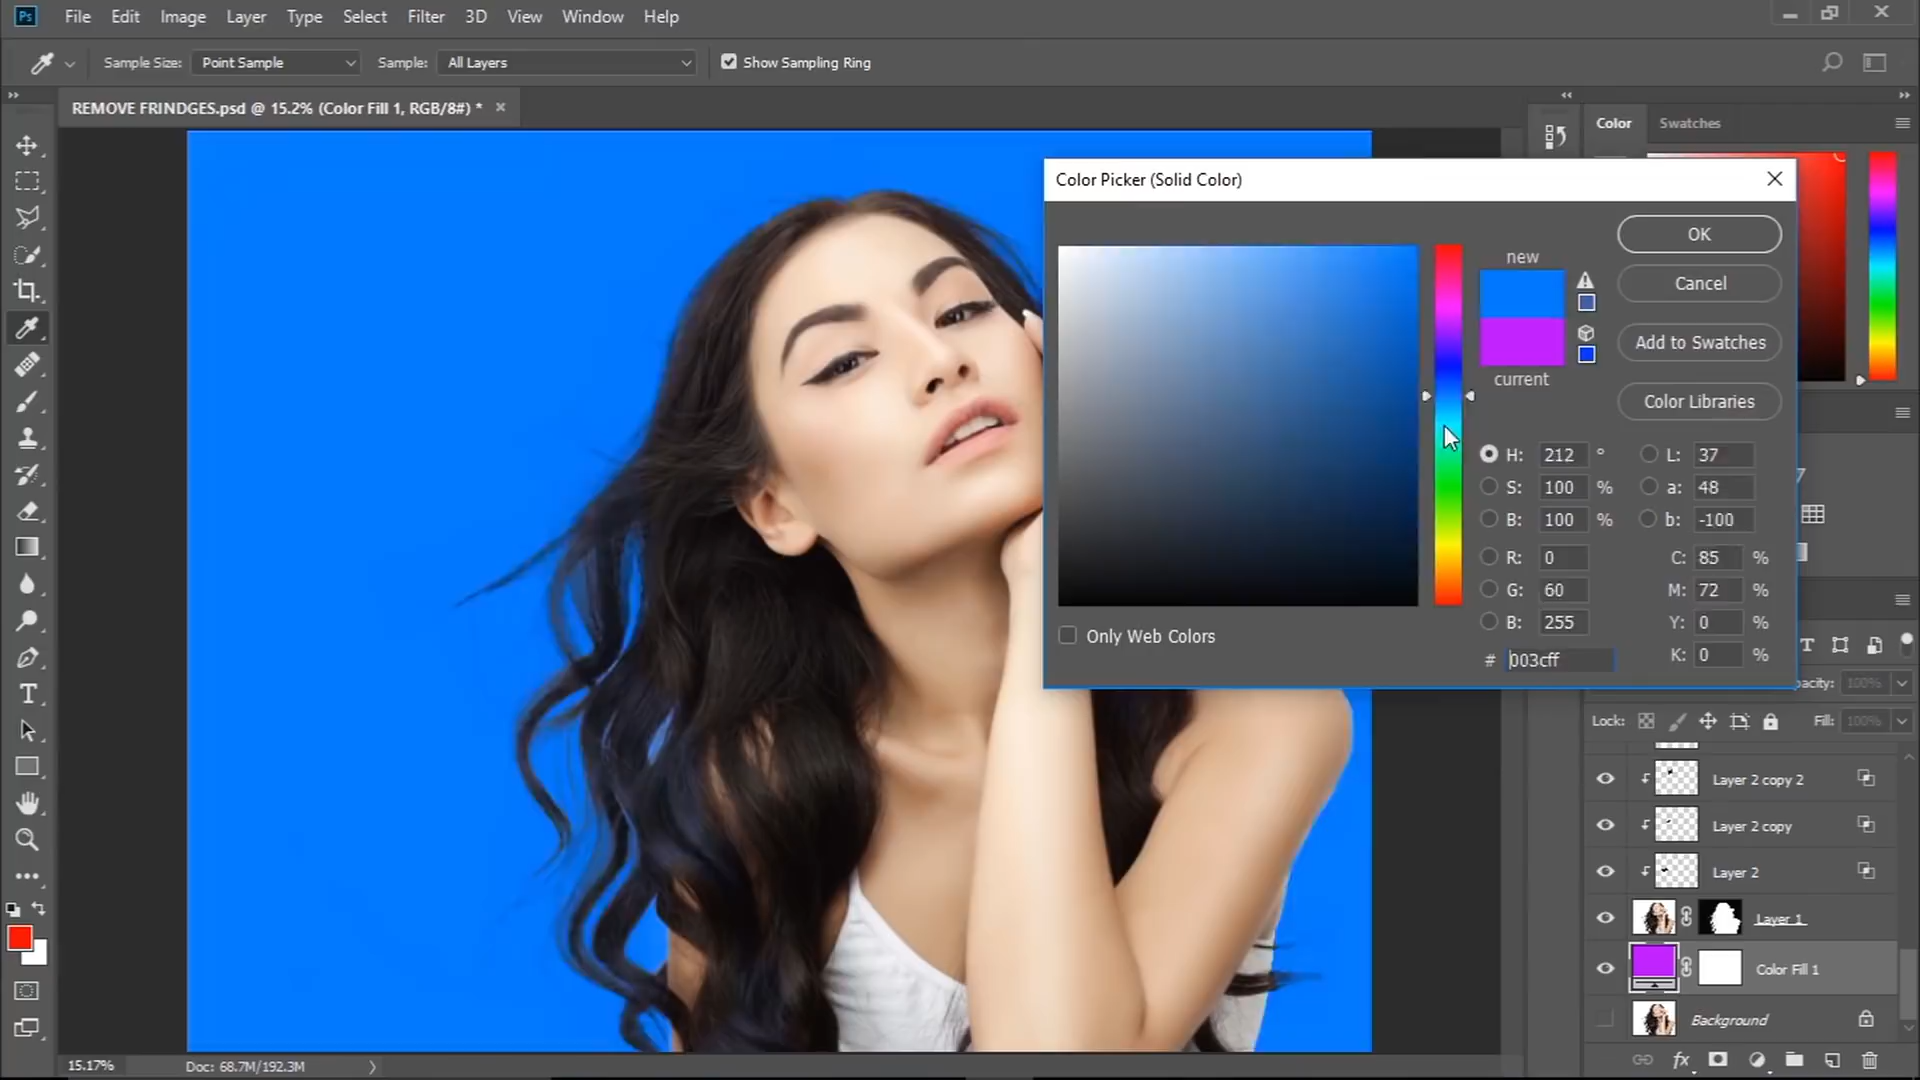 Ps File Edit Image Layer Type Select Filter 3D View Window Help
Sample Size: Point Sample Sample: All Layers Show Sampling Ring
REMOVE FRINDGES.psd @ 15.2% (Color Fill 1, RGB/8#) *
Color Swatches
Color Picker (Solid Color)
OK
new
Cancel
Add to Swatches
current
Color Libraries
H: 212 ° L: 37
S: 100 % a: 48
B: 100 % b: -100
R: 0 C: 85 %
G: 60 M: 72 %
B: 255 Y: 0 %
Only Web Colors
# 003cff K: 0 %
pacity: 100%
Lock: Fill: 100%
Layer 2 copy 2
Layer 2 copy
Layer 2
Layer 1
Color Fill 1
Background
15.17% Doc: 68.7M/192.3M